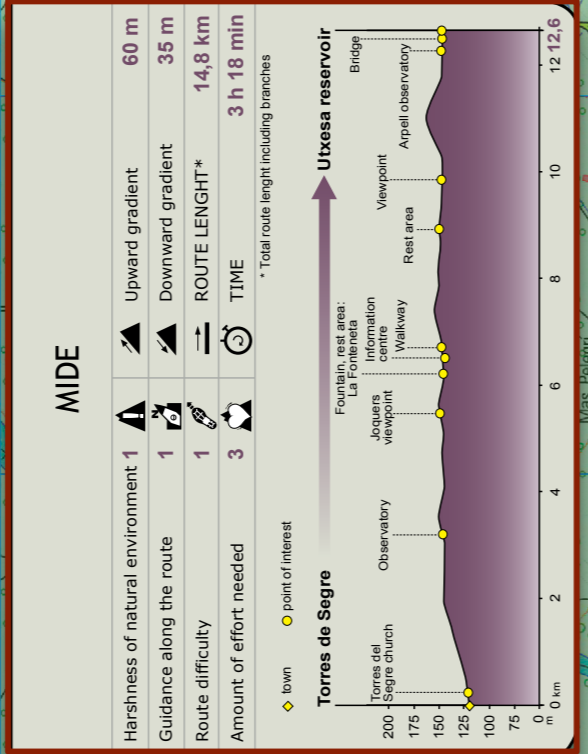 MIDE
Harshness of natural environment 1
Upward gradient 60 m
Guidance along the route 1
Downward gradient 35 m
Route difficulty 1
ROUTE LENGHT* 14,8 km
Amount of effort needed 3
TIME 3 h 18 min
* Total route lenght including branches
town
point of interest
Torres de Segre
Utxesa reservoir
Torres del
Segre church
Observatory
Joquers
viewpoint
Fountain, rest area:
La Fonteneta
Information
centre
Walkway
Rest area
Viewpoint
Arpell observatory
Bridge
200
175
150
125
100
75
50
m
0 km
2
4
6
8
10
12
12,6
N